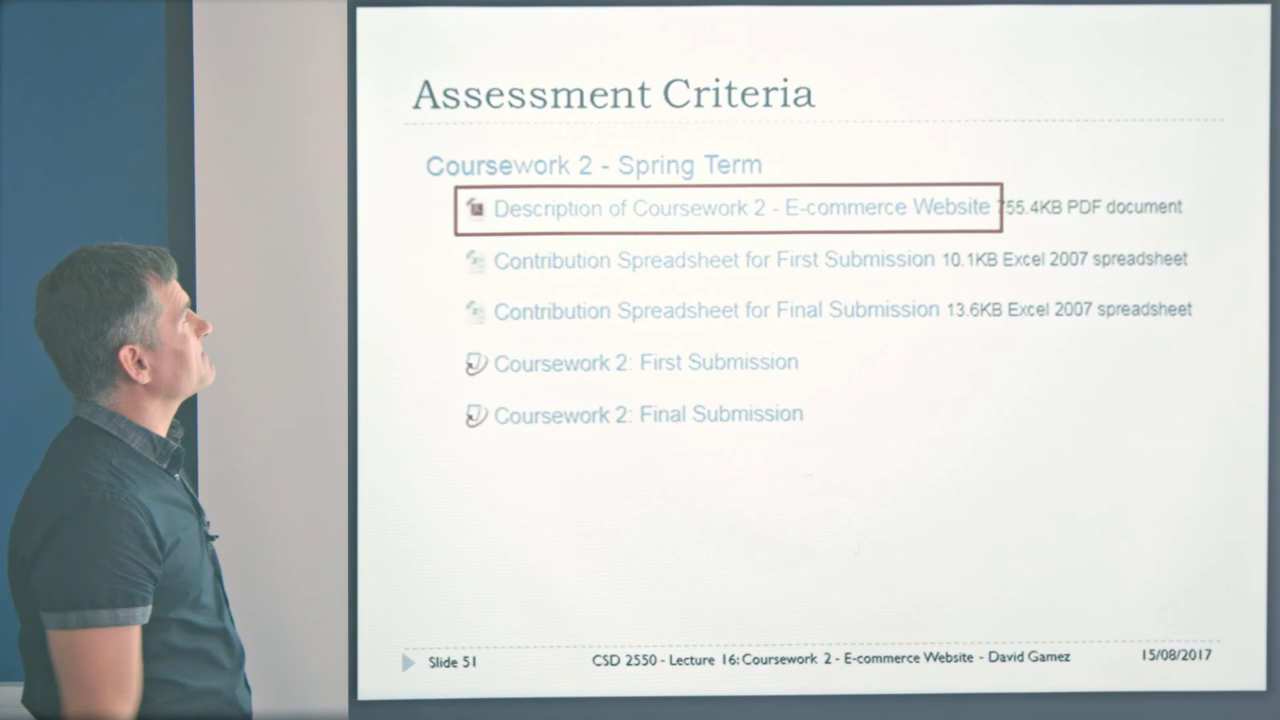 Assessment Criteria
Coursework 2 - Spring Term
Description of Coursework 2 - E-commerce Website 755.4KB PDF document
Contribution Spreadsheet for First Submission 10.1KB Excel 2007 spreadsheet
Contribution Spreadsheet for Final Submission 13.6KB Excel 2007 spreadsheet
Coursework 2: First Submission
Coursework 2: Final Submission
Slide 51
CSD 2550 - Lecture 16: Coursework 2 - E-commerce Website - David Gamez
15/08/2017